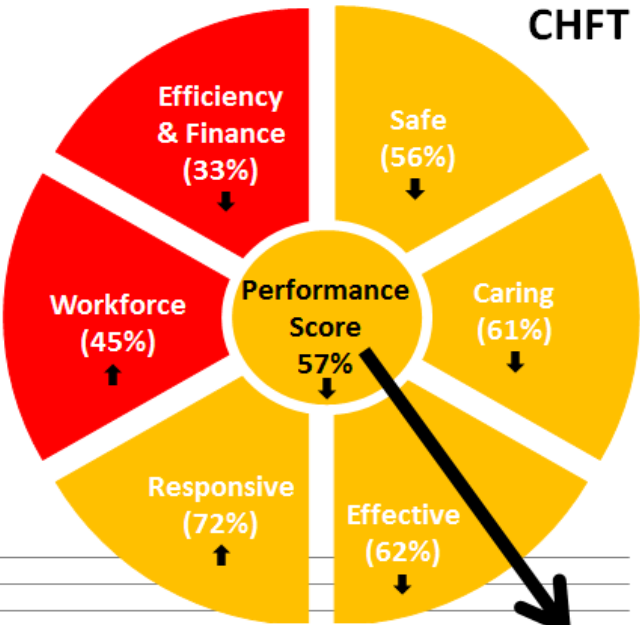 CHFT
Efficiency
& Finance
(33%)
Safe
(56%)
Workforce
(45%)
Performance
Score
57%
Caring
(61%)
Responsive
(72%)
Effective
(62%)